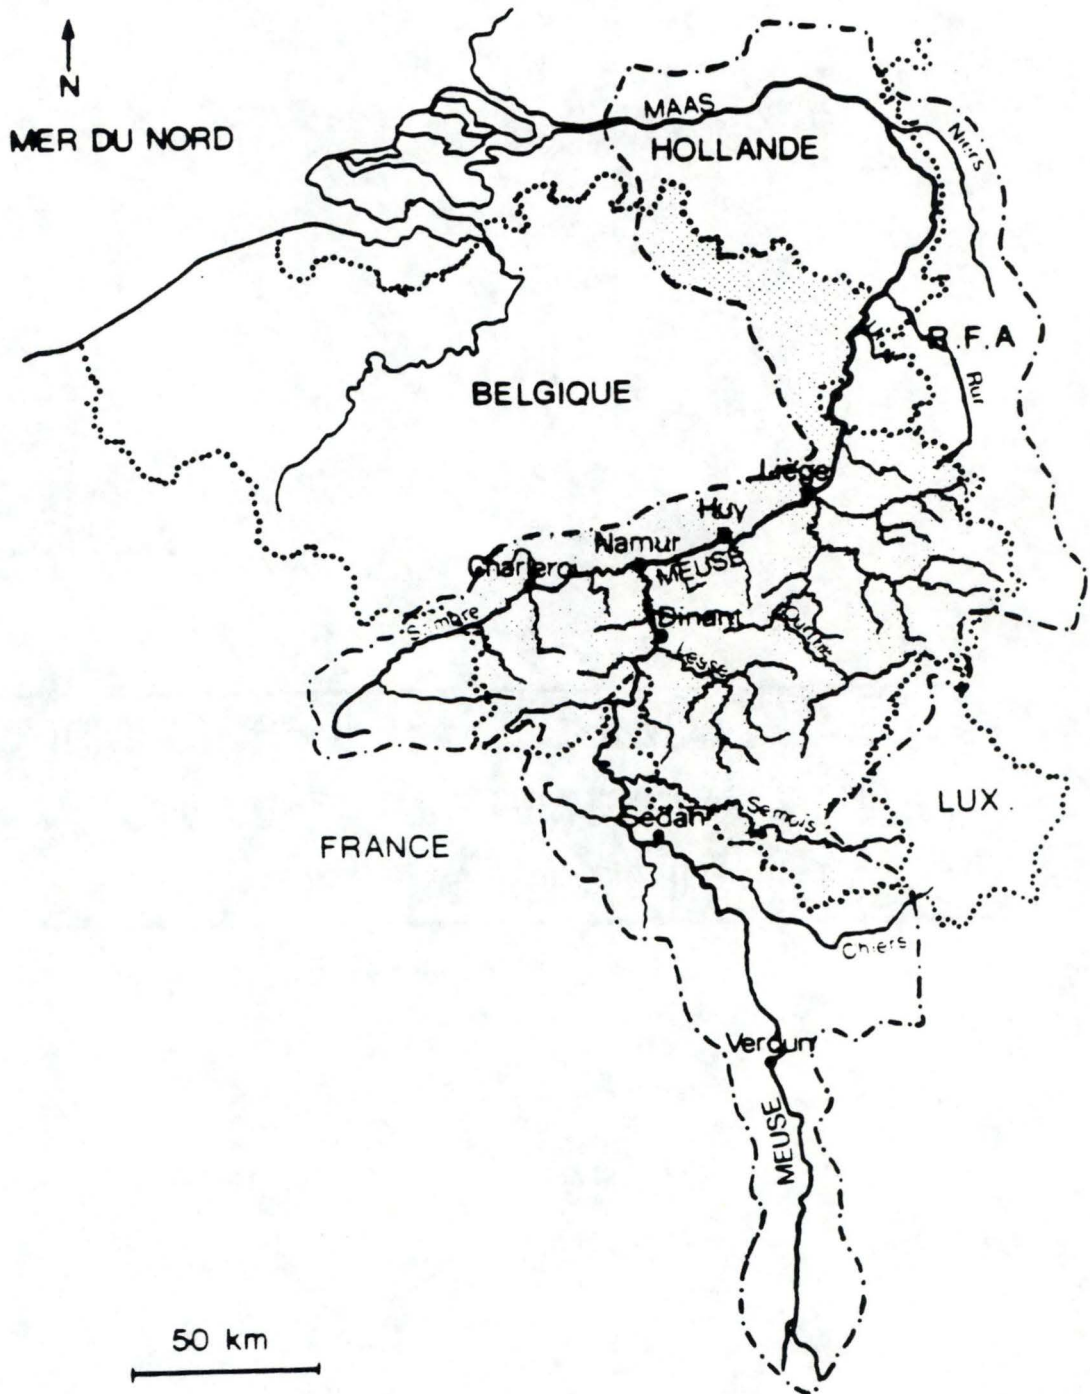 N
MER DU NORD
MAAS
HOLLANDE
Niers
R.F.A
Rur
BELGIQUE
Liège
Huy
Namur
MEUSE
Charleroi
Sambre
Dinant
Ourthe
Lesse
LUX.
Semois
Sedan
FRANCE
Chiers
Verdun
MEUSE
50 km